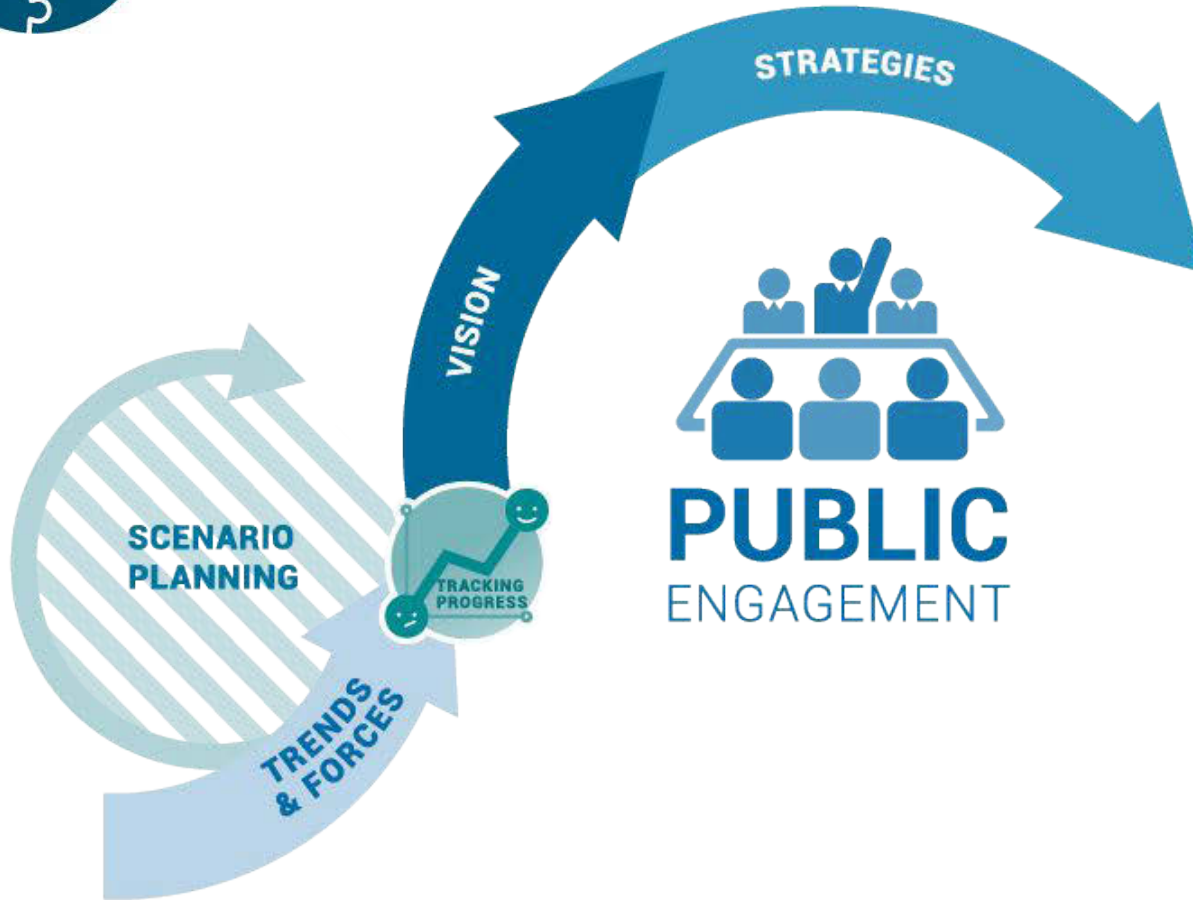 STRATEGIES
VISION
SCENARIO
PLANNING
TRACKING
PROGRESS
TRENDS
& FORCES
PUBLIC
ENGAGEMENT